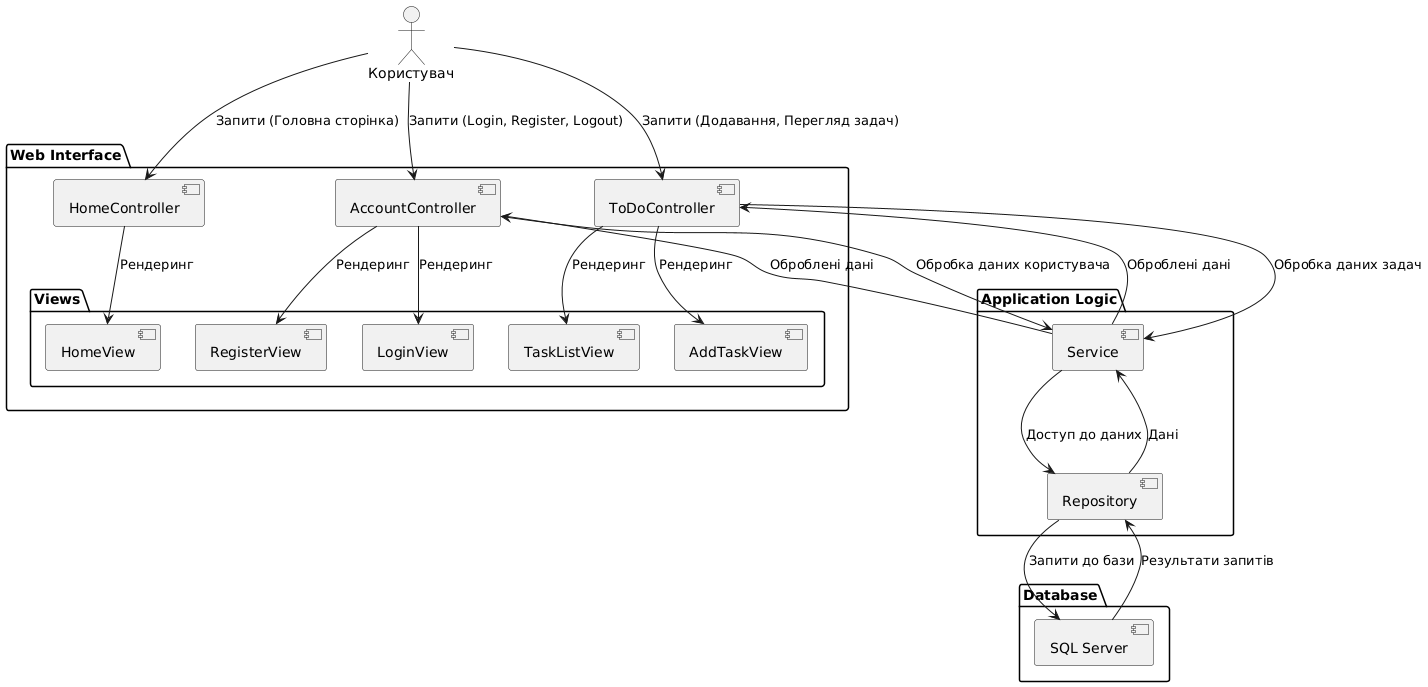 Користувач
Запити (Головна сторінка)
Запити (Login, Register, Logout)
Запити (Додавання, Перегляд задач)
Web Interface
HomeController
AccountController
ToDoController
Рендеринг
Рендеринг
Рендеринг
Рендеринг
Рендеринг
Оброблені дані
Обробка даних користувача
Оброблені дані
Обробка даних задач
Views
Application Logic
HomeView
RegisterView
LoginView
TaskListView
AddTaskView
Service
Доступ до даних
Дані
Repository
Запити до бази
Результати запитів
Database
SQL Server